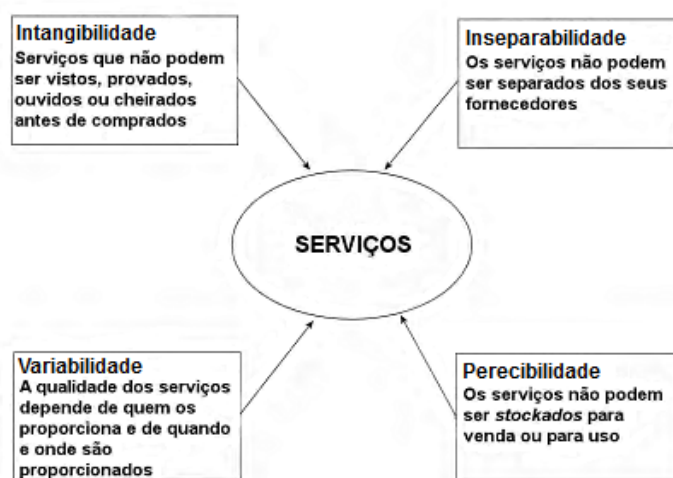 Intangibilidade
Serviços que não podem
ser vistos, provados,
ouvidos ou cheirados
antes de comprados
Inseparabilidade
Os serviços não podem
ser separados dos seus
fornecedores
SERVIÇOS
Variabilidade
A qualidade dos serviços
depende de quem os
proporciona e de quando
e onde são
proporcionados
Perecibilidade
Os serviços não podem
ser stockados para
venda ou para uso